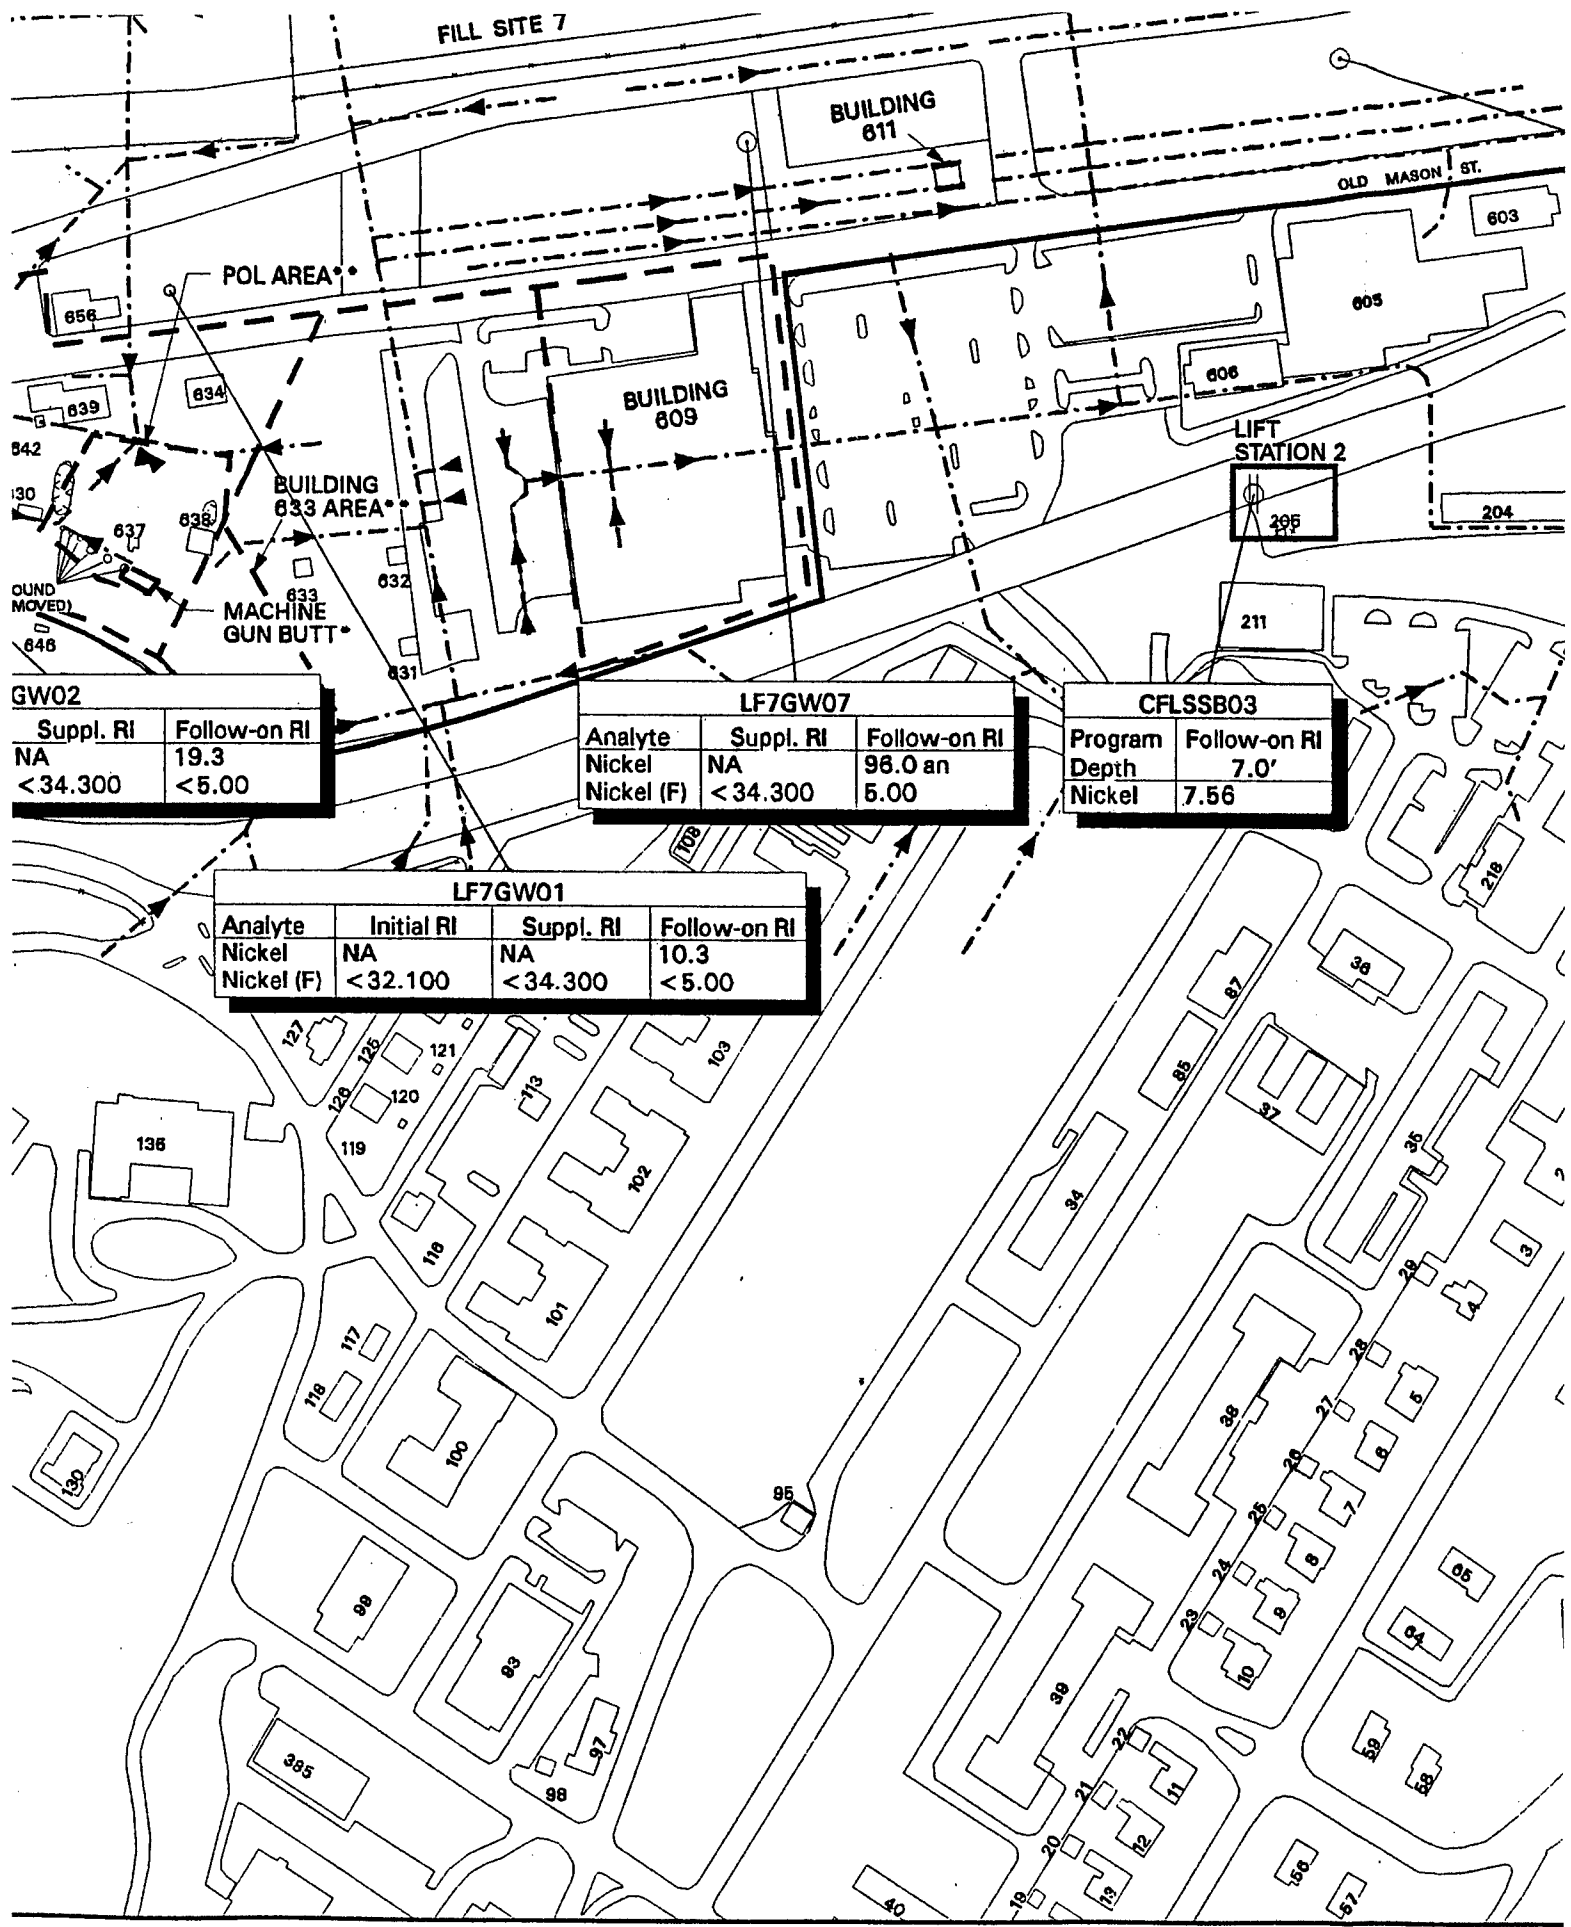 FILL SITE 7
BUILDING
611
OLD MASON ST.
603
POL AREA**
656
605
634
639
BUILDING
609
606
LIFT
STATION 2
642
BUILDING
633 AREA**
630
637
638
205
204
632
633
OUND
MOVED)
MACHINE
GUN BUTT*
211
646
631
GW02
Suppl. RI Follow-on RI
NA 19.3
<34.300 <5.00
LF7GW07
Analyte Suppl. RI Follow-on RI
Nickel NA 96.0 an
Nickel (F) <34.300 5.00
CFLSSB03
Program Follow-on RI
Depth 7.0'
Nickel 7.56
108
218
LF7GW01
Analyte Initial RI Suppl. RI Follow-on RI
Nickel NA NA 10.3
Nickel (F) <32.100 <34.300 <5.00
36
87
127
125
121
103
85
126
120
113
37
135
119
102
35
34
2
116
3
29
101
4
117
28
118
5
38
27
100
6
26
130
95
7
25
8
24
65
99
9
23
64
93
10
39
97
59
22
385
58
98
11
21
12
20
56
13
40
19
57